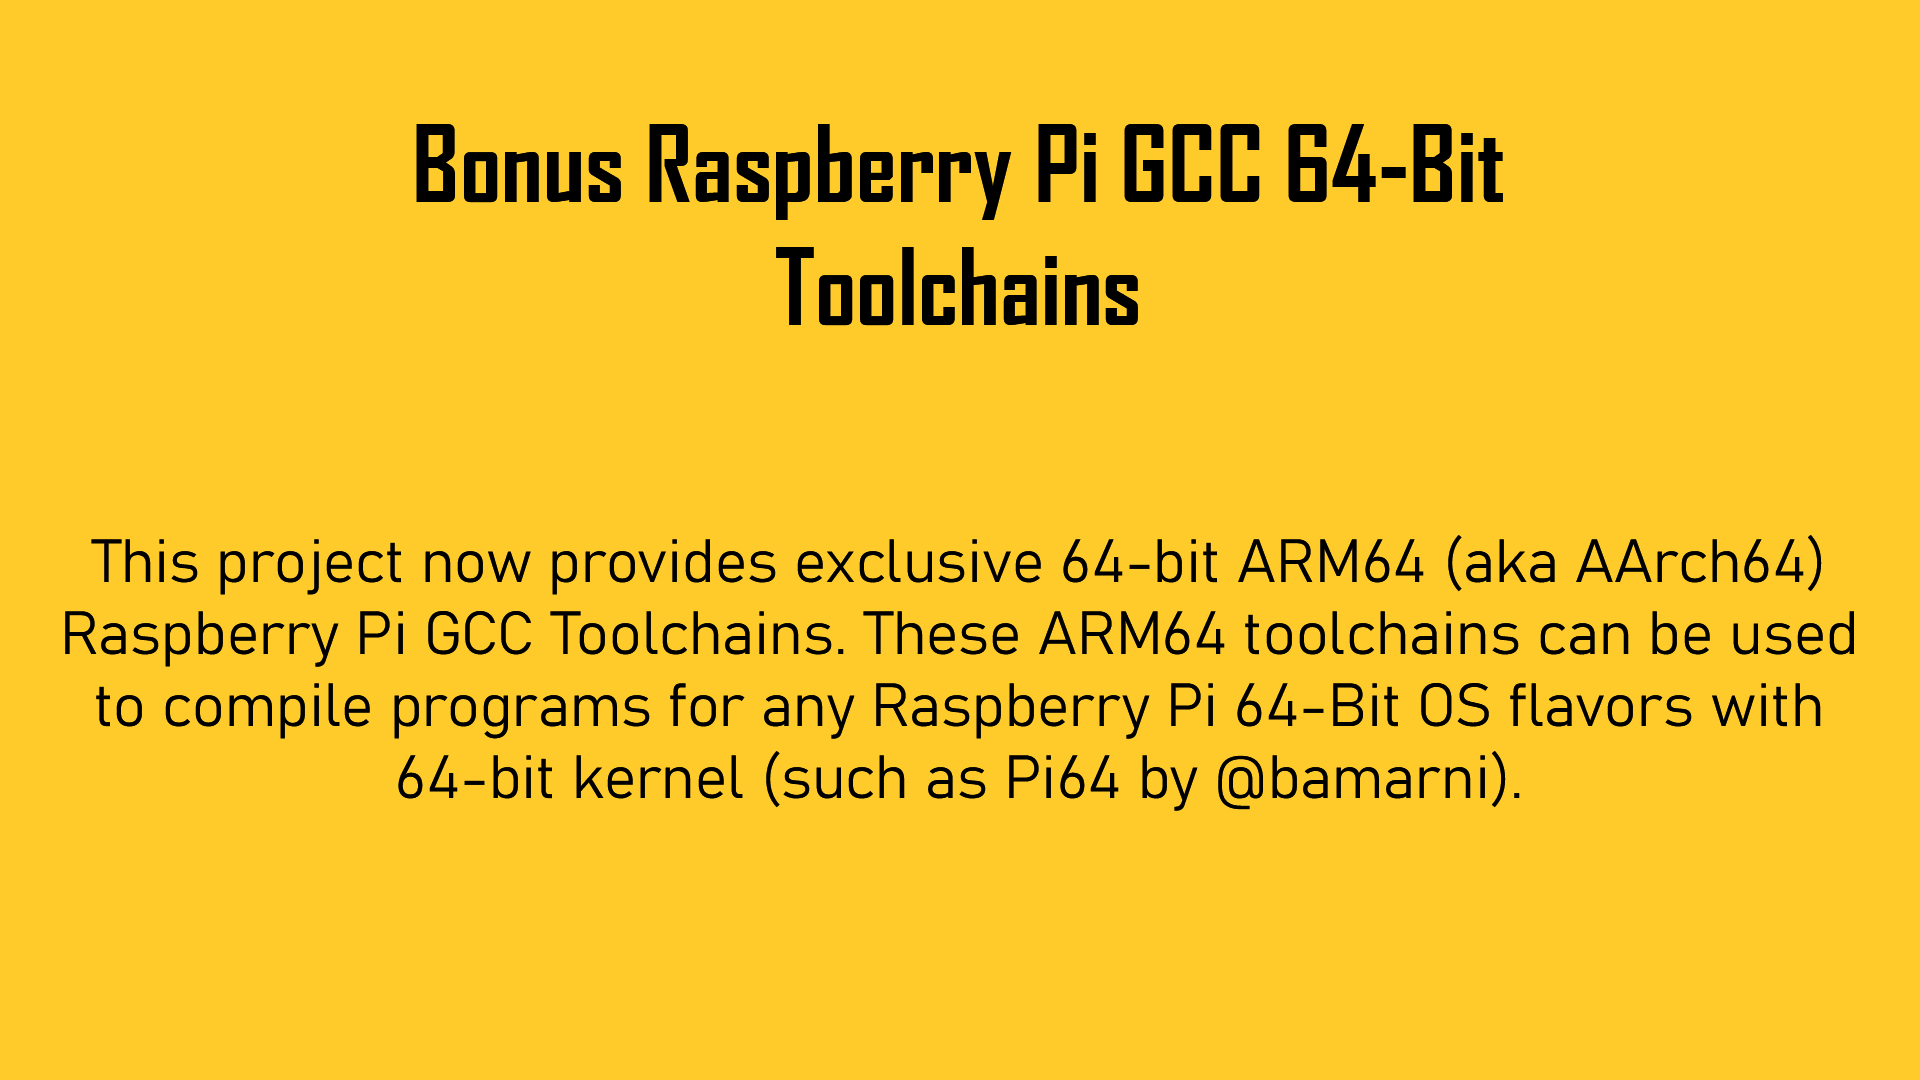 Bonus Raspberry Pi GCC 64-Bit
Toolchains
This project now provides exclusive 64-bit ARM64 (aka AArch64)
Raspberry Pi GCC Toolchains. These ARM64 toolchains can be used
to compile programs for any Raspberry Pi 64-Bit OS flavors with
64-bit kernel (such as Pi64 by @bamarni).